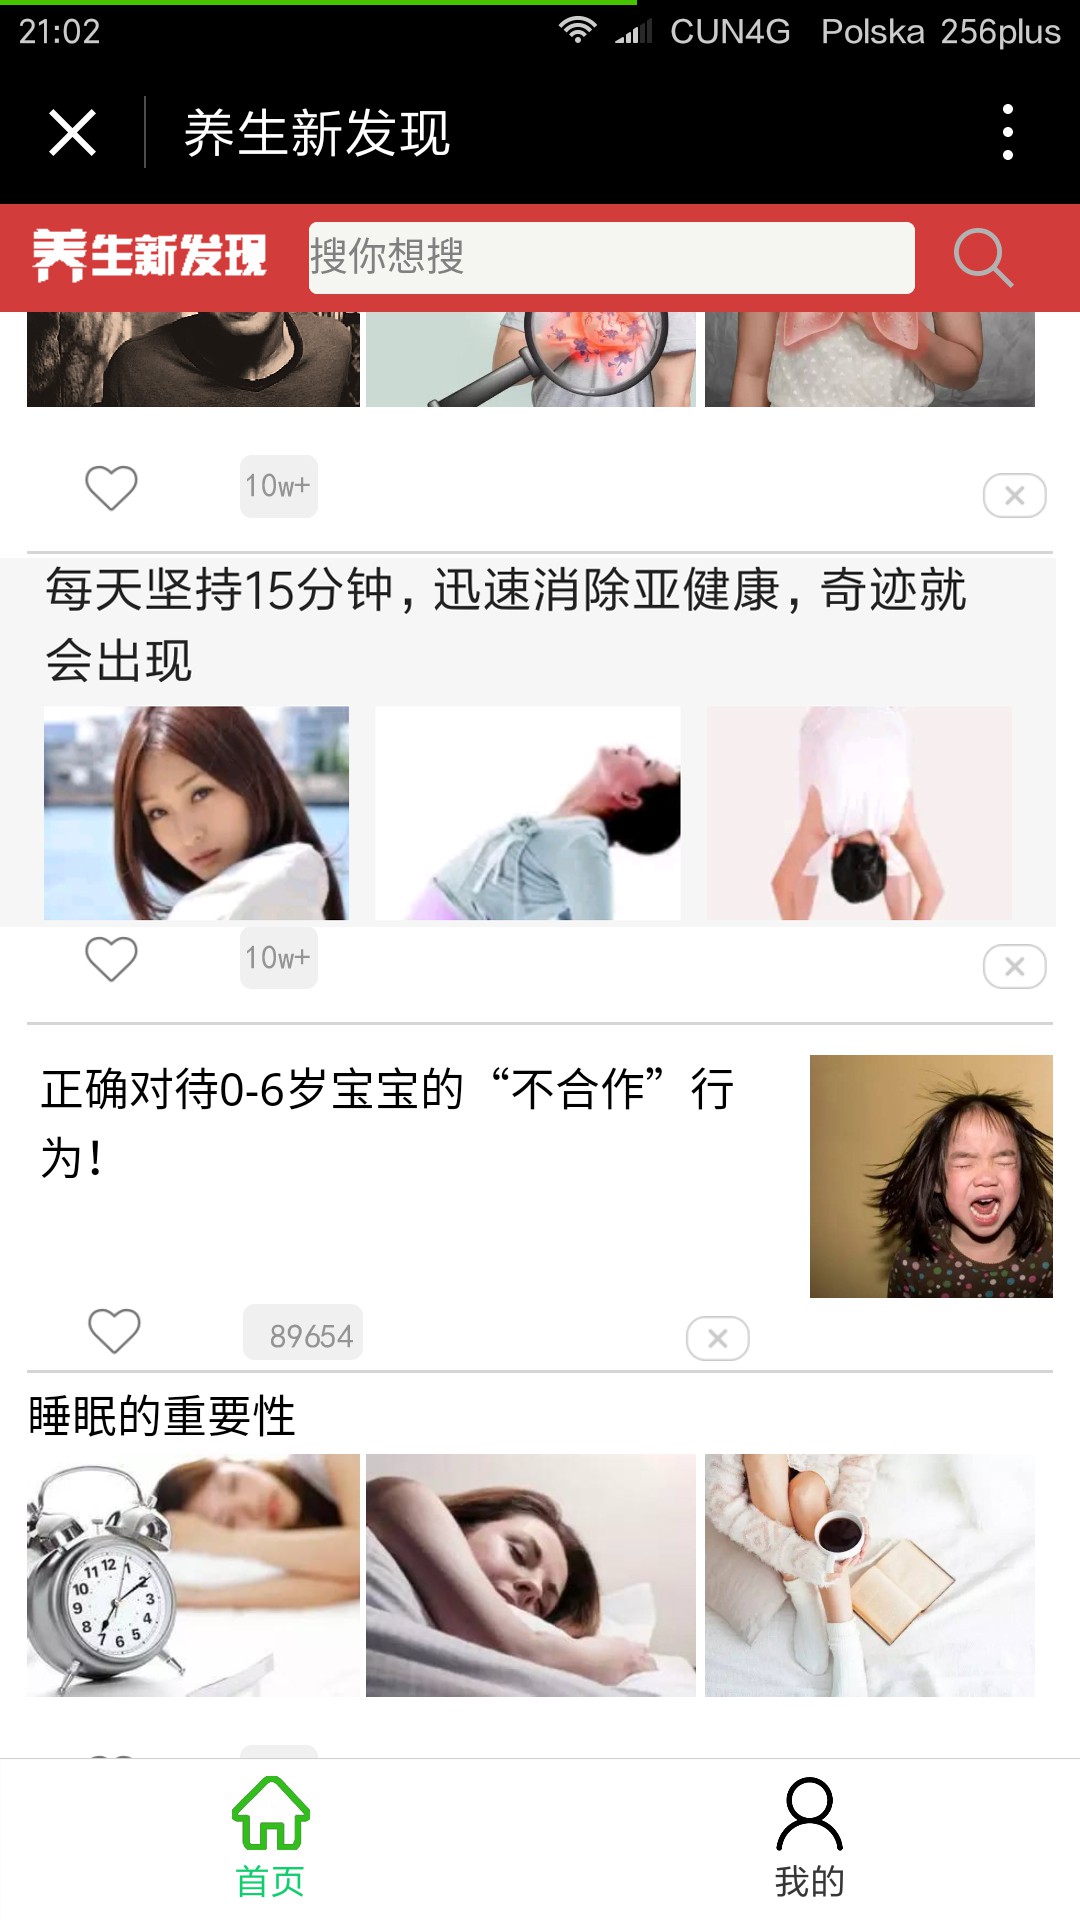 21:02 CUN4G Polska 256plus
养生新发现
养生新发现 搜你想搜
10w+
每天坚持15分钟，迅速消除亚健康，奇迹就
会出现
10w+
正确对待0-6岁宝宝的“不合作”行
为！
89654
睡眠的重要性
11 12 1
10 2
9 3
8 4
7 6 5
首页 我的